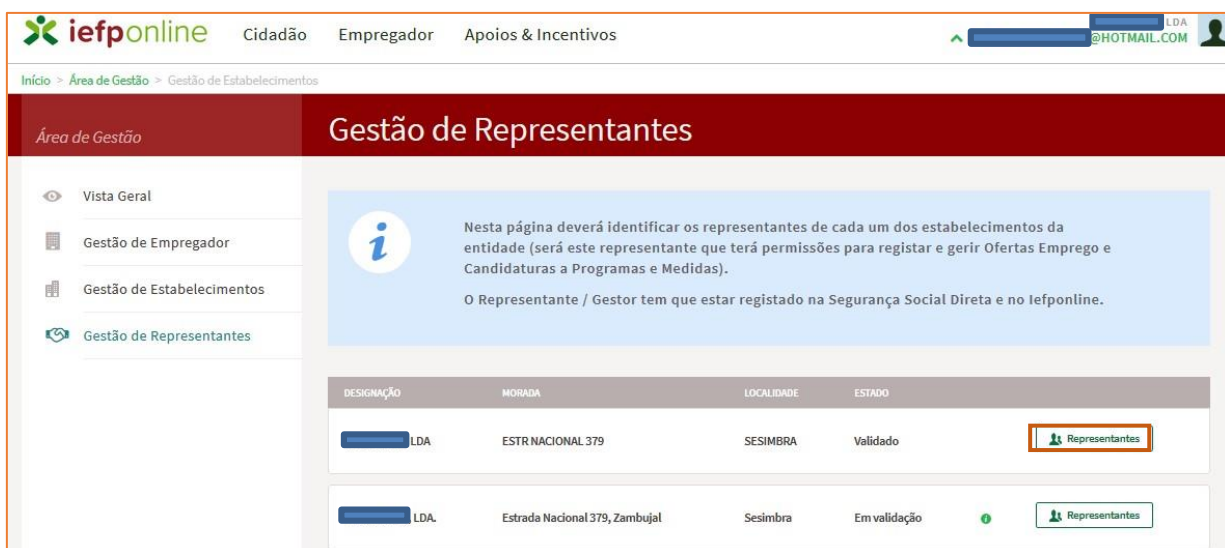 iefponline Cidadão Empregador Apoios & Incentivos
LDA
@HOTMAIL.COM
Início > Área de Gestão > Gestão de Estabelecimentos
Área de Gestão
Gestão de Representantes
Vista Geral
Gestão de Empregador
Gestão de Estabelecimentos
Gestão de Representantes
Nesta página deverá identificar os representantes de cada um dos estabelecimentos da
entidade (será este representante que terá permissões para registar e gerir Ofertas Emprego e
Candidaturas a Programas e Medidas).
O Representante / Gestor tem que estar registado na Segurança Social Direta e no Iefponline.
DESIGNAÇÃO MORADA LOCALIDADE ESTADO
LDA ESTR NACIONAL 379 SESIMBRA Validado Representantes
LDA. Estrada Nacional 379, Zambujal Sesimbra Em validação Representantes